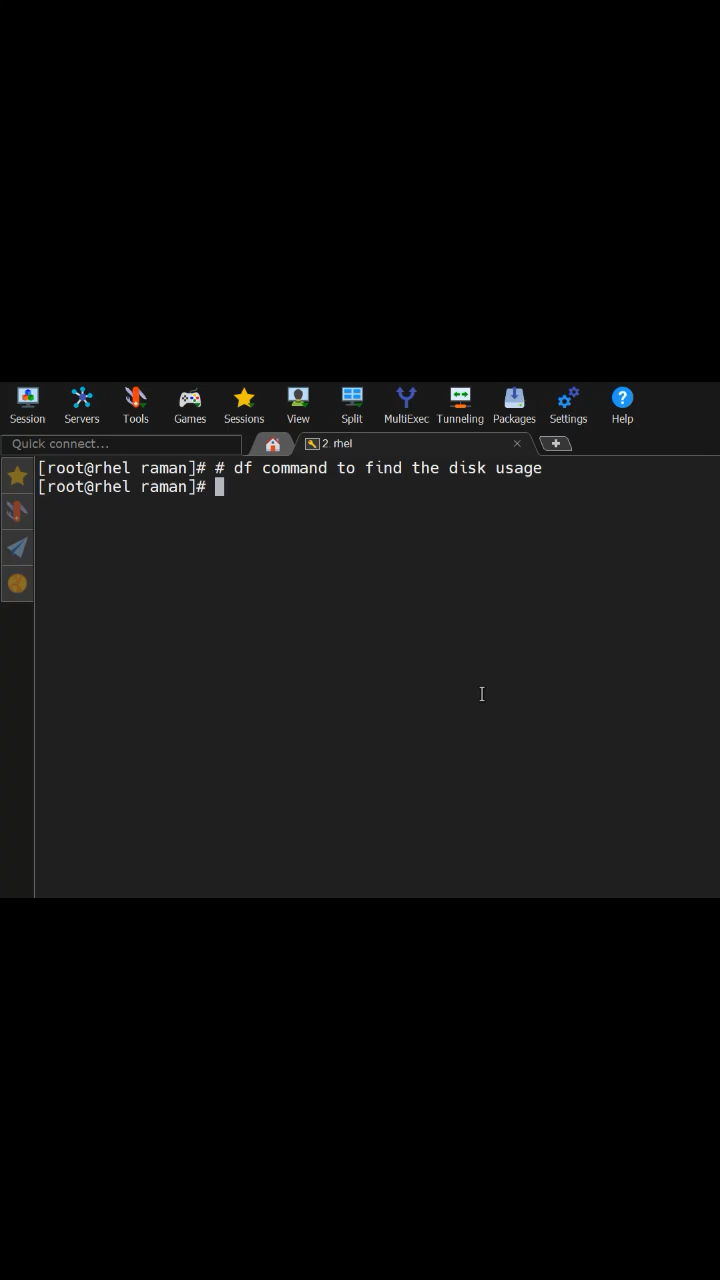 Session Servers Tools Games Sessions View Split MultiExec Tunneling Packages Settings Help
Quick connect... 2. rhel
[root@rhel raman]# # df command to find the disk usage
[root@rhel raman]#